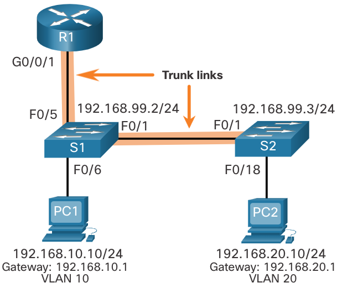 R1
G0/0/1
Trunk links
192.168.99.2/24
192.168.99.3/24
F0/5
F0/1
F0/1
S1
S2
F0/6
F0/18
PC1
PC2
192.168.10.10/24
Gateway: 192.168.10.1
VLAN 10
192.168.20.10/24
Gateway: 192.168.20.1
VLAN 20